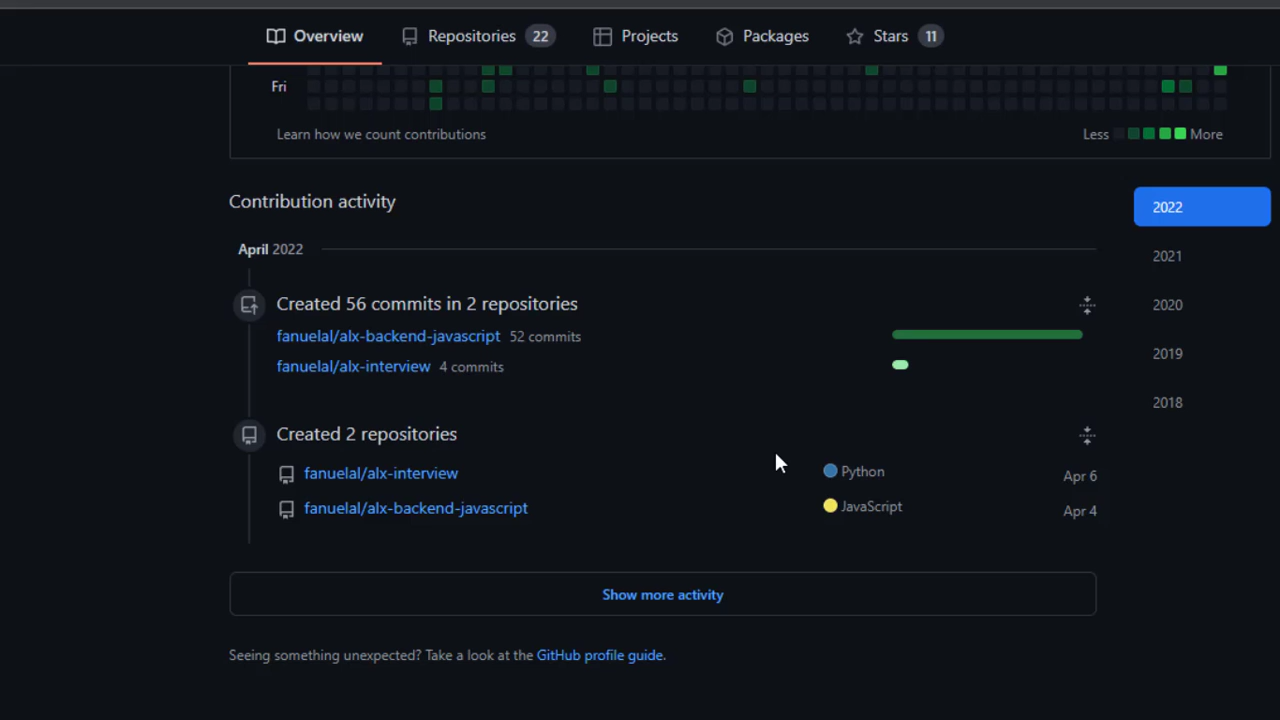 Overview Repositories 22 Projects Packages Stars 11
Fri
Learn how we count contributions Less More
Contribution activity
2022
2021
2020
2019
2018
April 2022
Created 56 commits in 2 repositories
fanuelal/alx-backend-javascript 52 commits
fanuelal/alx-interview 4 commits
Created 2 repositories
fanuelal/alx-interview Python Apr 6
fanuelal/alx-backend-javascript JavaScript Apr 4
Show more activity
Seeing something unexpected? Take a look at the GitHub profile guide.